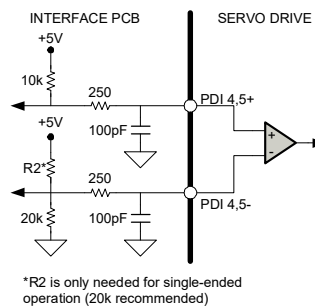 INTERFACE PCB SERVO DRIVE
+5V
10k
250
PDI 4,5+
+5V
100pF
+
-
R2*
250
PDI 4,5-
20k
100pF
*R2 is only needed for single-ended
operation (20k recommended)